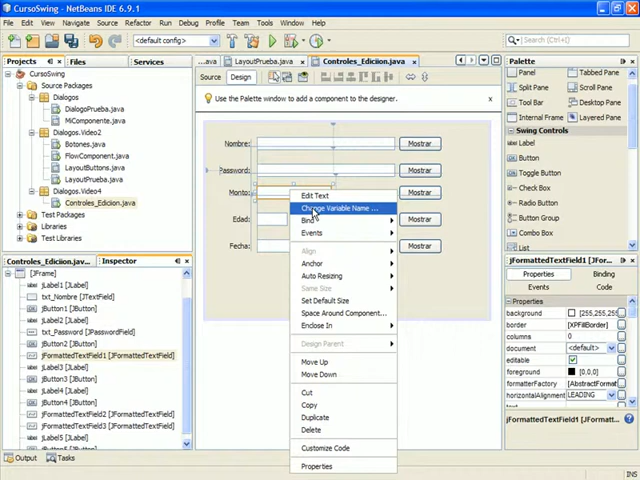 CursoSwing - NetBeans IDE 6.9.1
File Edit View Navigate Source Refactor Run Debug Profile Team Tools Window Help
<default config>
Search (Ctrl+I)
Projects Files Services
CursoSwing
Source Packages
Dialogos
DialogoPrueba.java
MiComponente.java
Dialogos.Video2
Botones.java
FlowComponent.java
LayoutButtons.java
Dialogos.Video4
Controles_Edicion.java
Test Packages
Libraries
Test Libraries
...ava LayoutPrueba.java Controles_Edicion.java
Source Design
Use the Palette window to add a component to the designer.
Nombre: Mostrar
Password: Mostrar
Monto: Mostrar
Edad: Mostrar
Fecha: Mostrar
Edit Text
Change Variable Name ...
Bind
Events
Align
Anchor
Auto Resizing
Same Size
Set Default Size
Space Around Component...
Enclose In
Design Parent
Move Up
Move Down
Cut
Copy
Duplicate
Delete
Customize Code
Properties
Palette
Panel Tabbed Pane
Split Pane Scroll Pane
Tool Bar Desktop Pane
Internal Frame Layered Pane
Swing Controls
Label
Button
Toggle Button
Check Box
Radio Button
Button Group
Combo Box
Controles_Edicion.jav... Inspector
[JFrame]
jLabel1 [JLabel]
txt_Nombre [JTextField]
jButton1 [JButton]
jLabel2 [JLabel]
txt_Password [JPasswordField]
jButton2 [JButton]
jFormattedTextField1 [JFormattedTextField]
jLabel3 [JLabel]
jButton3 [JButton]
jLabel4 [JLabel]
jButton4 [JButton]
jFormattedTextField2 [JFormattedTextField]
jFormattedTextField3 [JFormattedTextField]
jLabel5 [JLabel]
jButton5 [JButton]
jFormattedTextField1 [JForm...
Properties Binding
Events Code
Properties
background [255,255,255]
border [XPFillBorder]
columns 0
document <default>
editable
foreground [0,0,0]
formatterFactory [AbstractFormat
horizontalAlignment LEADING
jFormattedTextField1 [JForm...
Output Tasks
INS